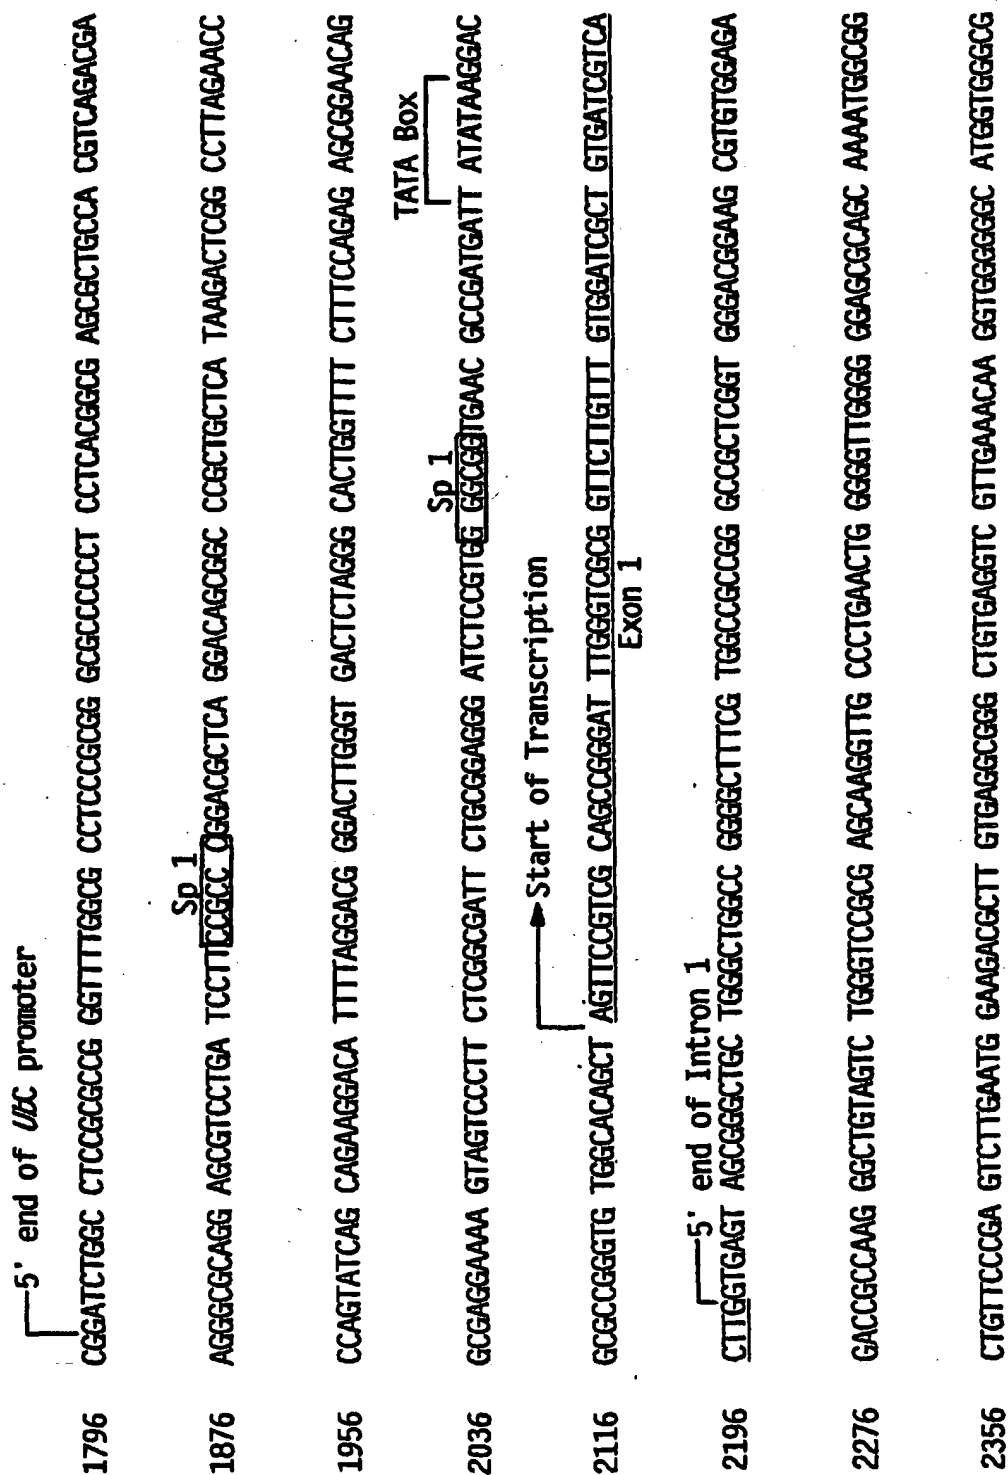 5' end of UbC promoter
1796 CGGATCTGGC CTCCGCGCCG GGTTTTGGCG CCTCCCGCGG GCGCCCCCCT CCTCACGGCG AGCGCTGCCA CGTCAGACGA
Sp 1
1876 AGGGCGCAGG AGCGTCCTGA TCCTTCCGCC CGGACGCTCA GGACAGCGGC CCGCTGCTCA TAAGACTCGG CCTTAGAACC
1956 CCAGTATCAG CAGAAGGACA TTTTAGGACG GGACTTGGGT GACTCTAGGG CACTGGTTTT CTTTCCAGAG AGCGGAACAG
Sp 1 TATA Box
2036 GCGAGGAAAA GTAGTCCCTT CTCGGCGATT CTGCGGAGGG ATCTCCGTGG GGCGGTGAAC GCCGATGATT ATATAAGGAC
Start of Transcription
2116 GCGCCGGGTG TGGCACAGCT AGTTCCGTCG CAGCCGGGAT TTGGGTCGCG GTTCTTGTTT GTGGATCGCT GTGATCGTCA
Exon 1
5' end of Intron 1
2196 CTTGGTGAGT AGCGGGCTGC TGGGCTGGCC GGGGCTTTCG TGGCCGCCGG GCCGCTCGGT GGGACGGAAG CGTGTGGAGA
2276 GACCGCCAAG GGCTGTAGTC TGGGTCCGCG AGCAAGGTTG CCCTGAACTG GGGGTTGGGG GGAGCGCAGC AAAATGGCGG
2356 CTGTTCCCGA GTCTTGAATG GAAGACGCTT GTGAGGCGGG CTGTGAGGTC GTTGAAACAA GGTGGGGGGC ATGGTGGGCG